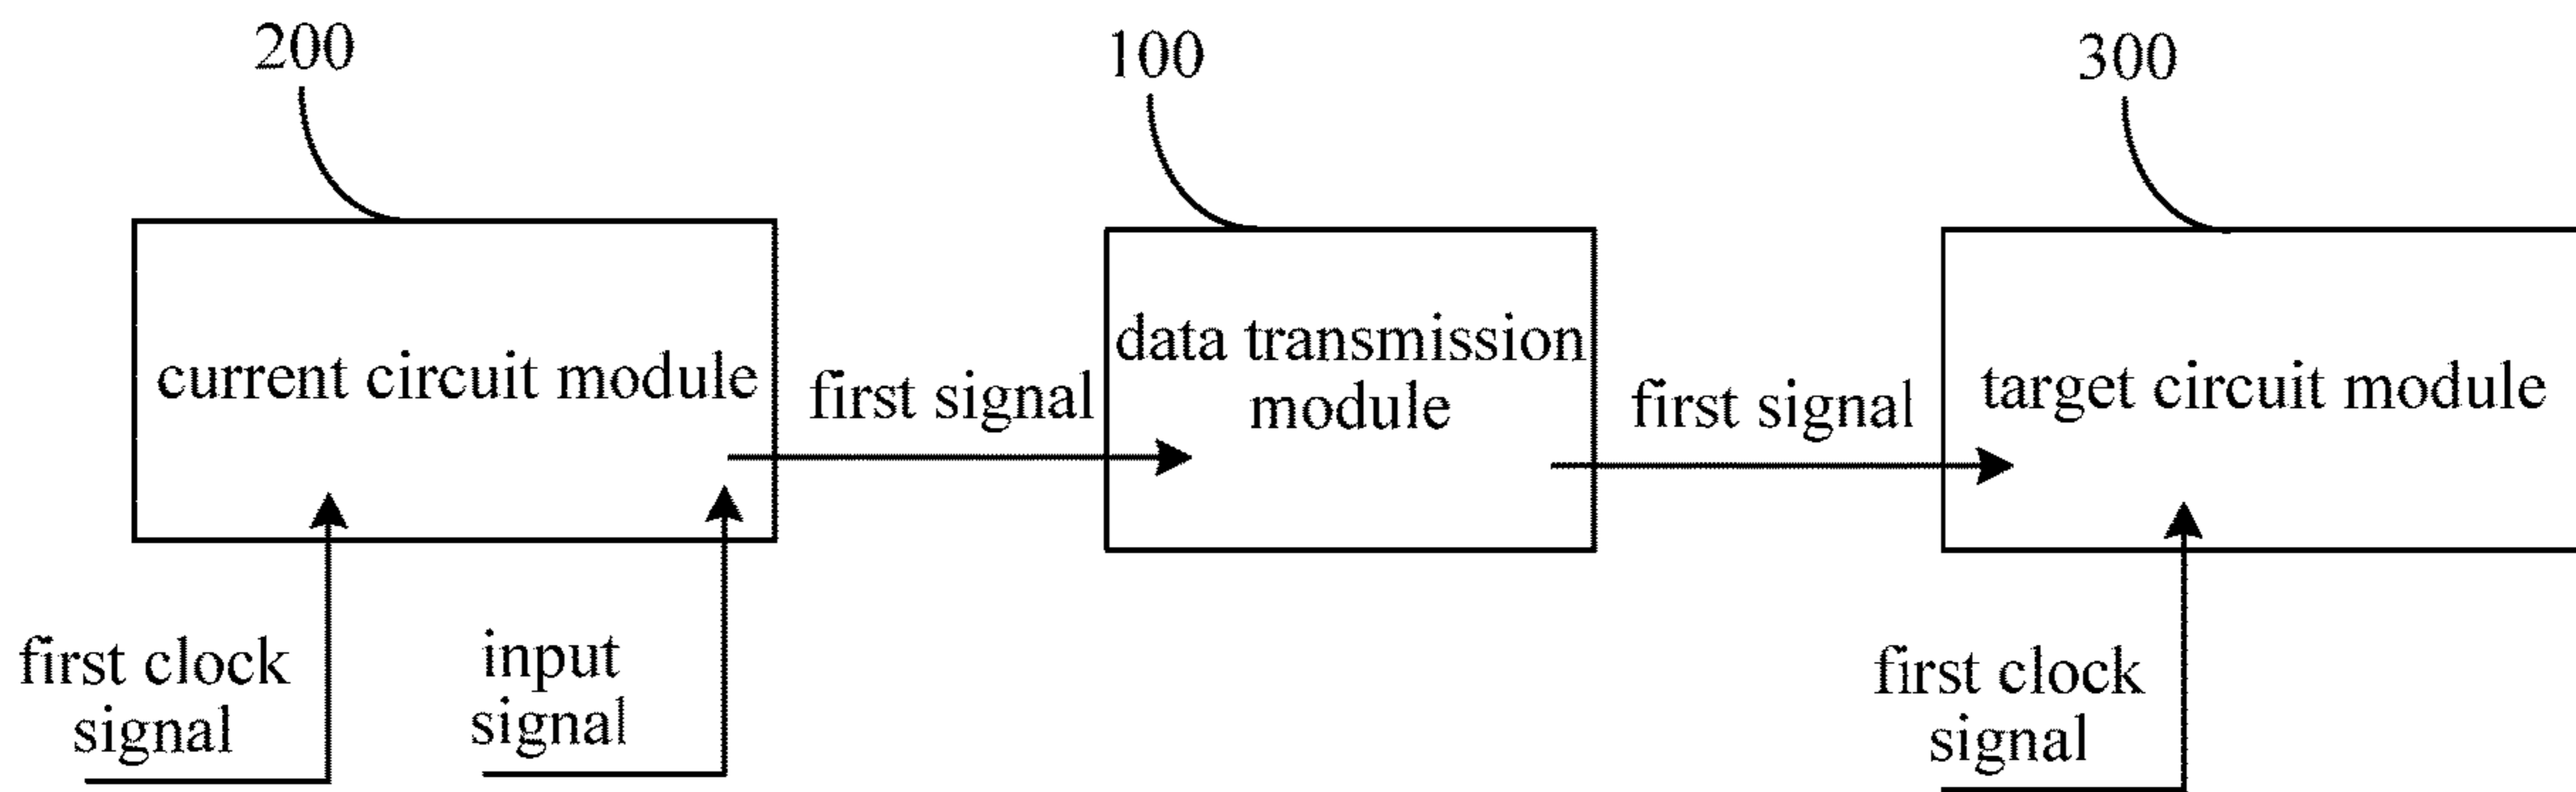 200
100
300
current circuit module
first signal
data transmission
module
first signal
target circuit module
first clock
signal
input
signal
first clock
signal